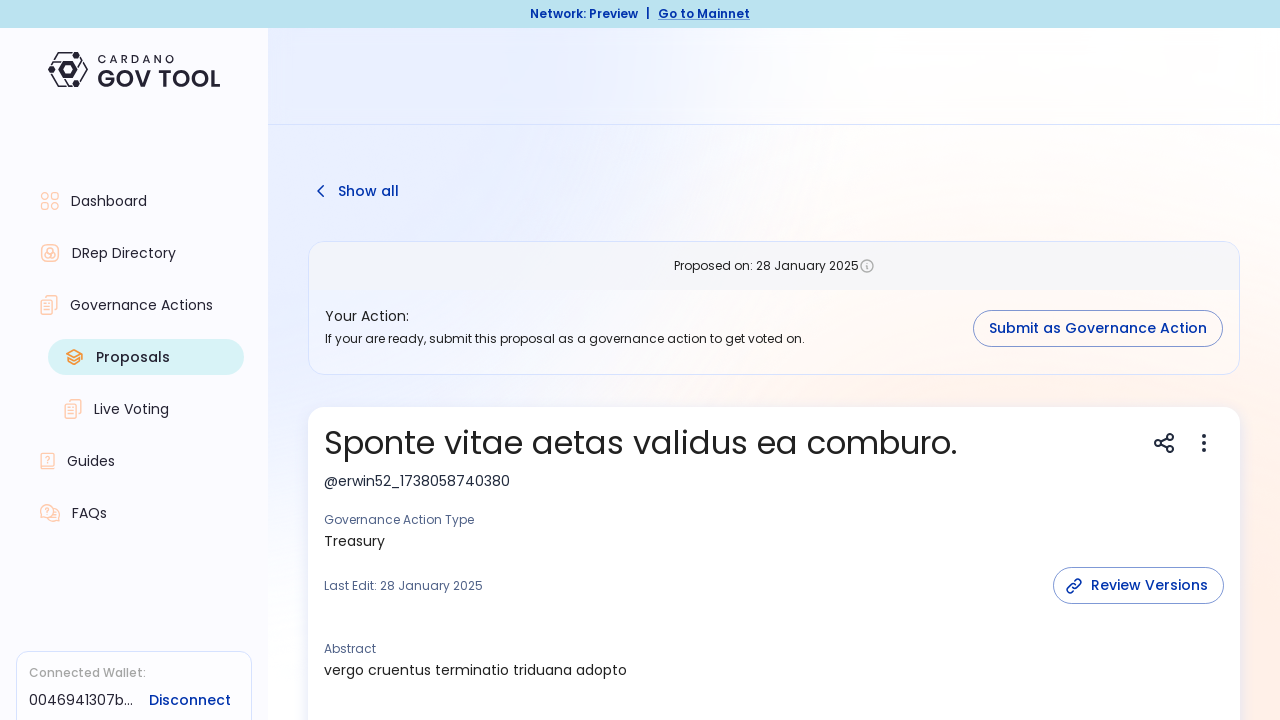 Network: Preview | Go to Mainnet
CARDANO
GOV TOOL
Dashboard
DRep Directory
Governance Actions
Proposals
Live Voting
Guides
FAQs
Connected Wallet:
0046941307b... Disconnect
Show all
Proposed on: 28 January 2025
Your Action:
If your are ready, submit this proposal as a governance action to get voted on.
Submit as Governance Action
Sponte vitae aetas validus ea comburo.
@erwin52_1738058740380
Governance Action Type
Treasury
Last Edit: 28 January 2025
Review Versions
Abstract
vergo cruentus terminatio triduana adopto